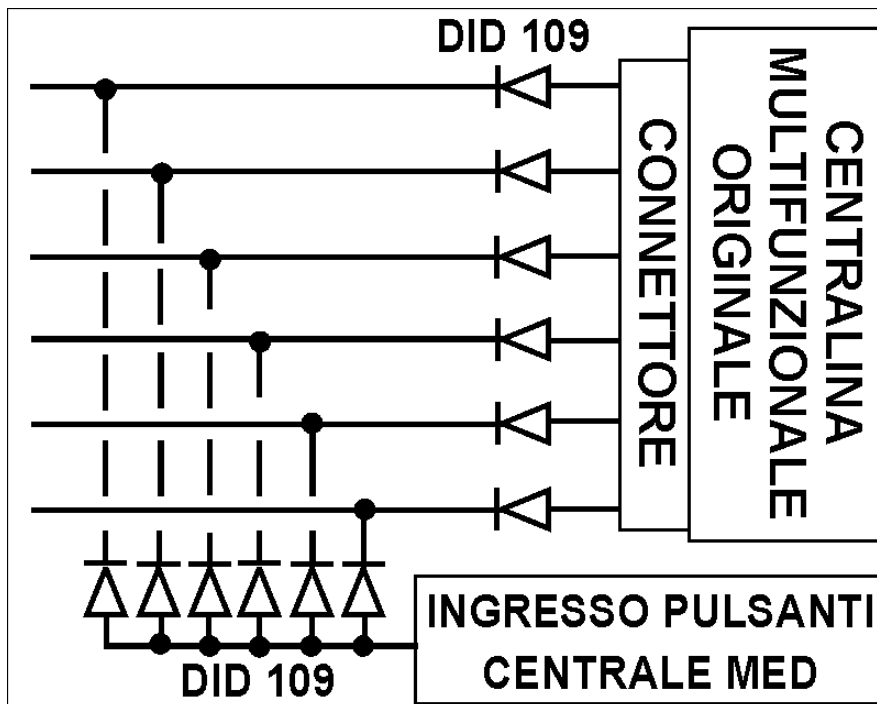 DID 109
CONNETTORE
CENTRALINA
MULTIFUNZIONALE
ORIGINALE
INGRESSO PULSANTI
CENTRALE MED
DID 109